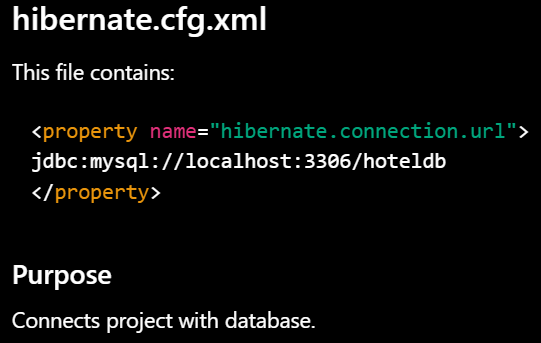 hibernate.cfg.xml
This file contains:
<property name="hibernate.connection.url">
jdbc:mysql://localhost:3306/hoteldb
</property>
Purpose
Connects project with database.